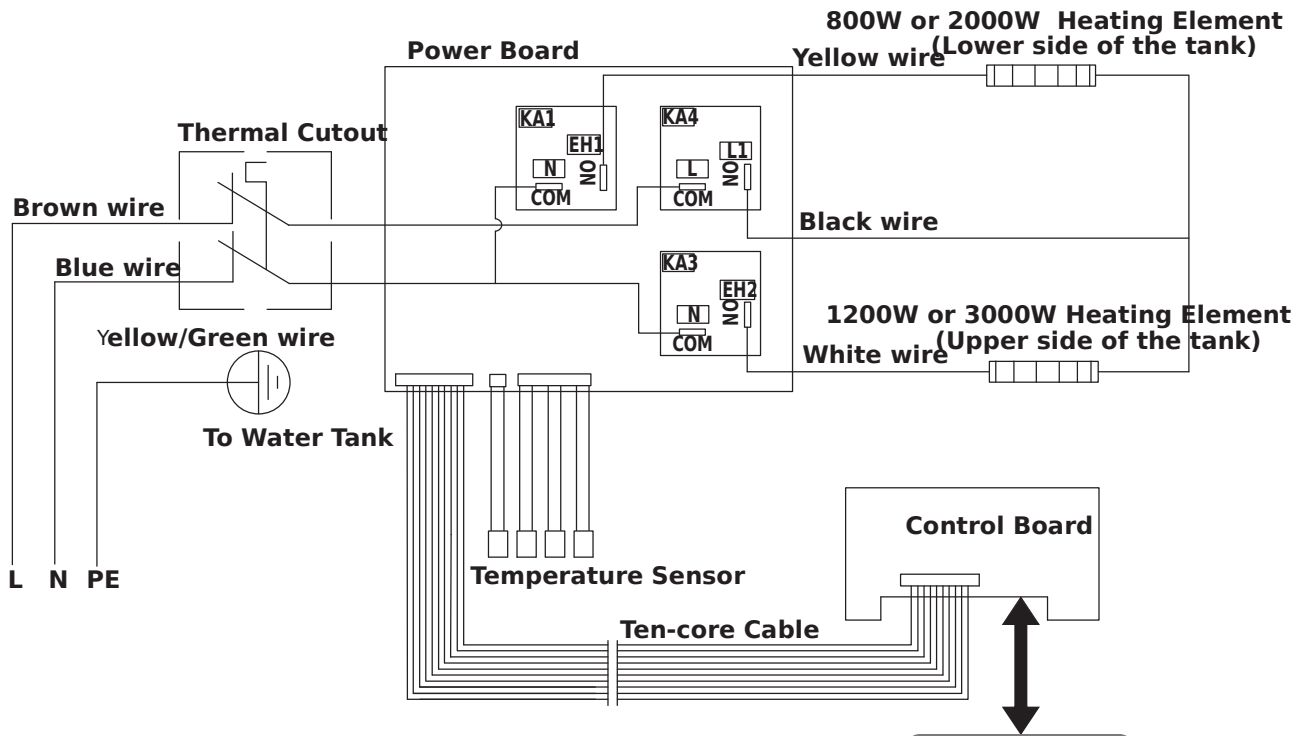 800W or 2000W Heating Element
(Lower side of the tank)
Power Board
Yellow wire
KA1
KA4
Thermal Cutout
EH1
L1
N
NO
L
NO
COM
COM
Brown wire
Black wire
Blue wire
KA3
EH2
N
NO
COM
1200W or 3000W Heating Element
(Upper side of the tank)
Yellow/Green wire
White wire
To Water Tank
Control Board
L N PE
Temperature Sensor
Ten-core Cable